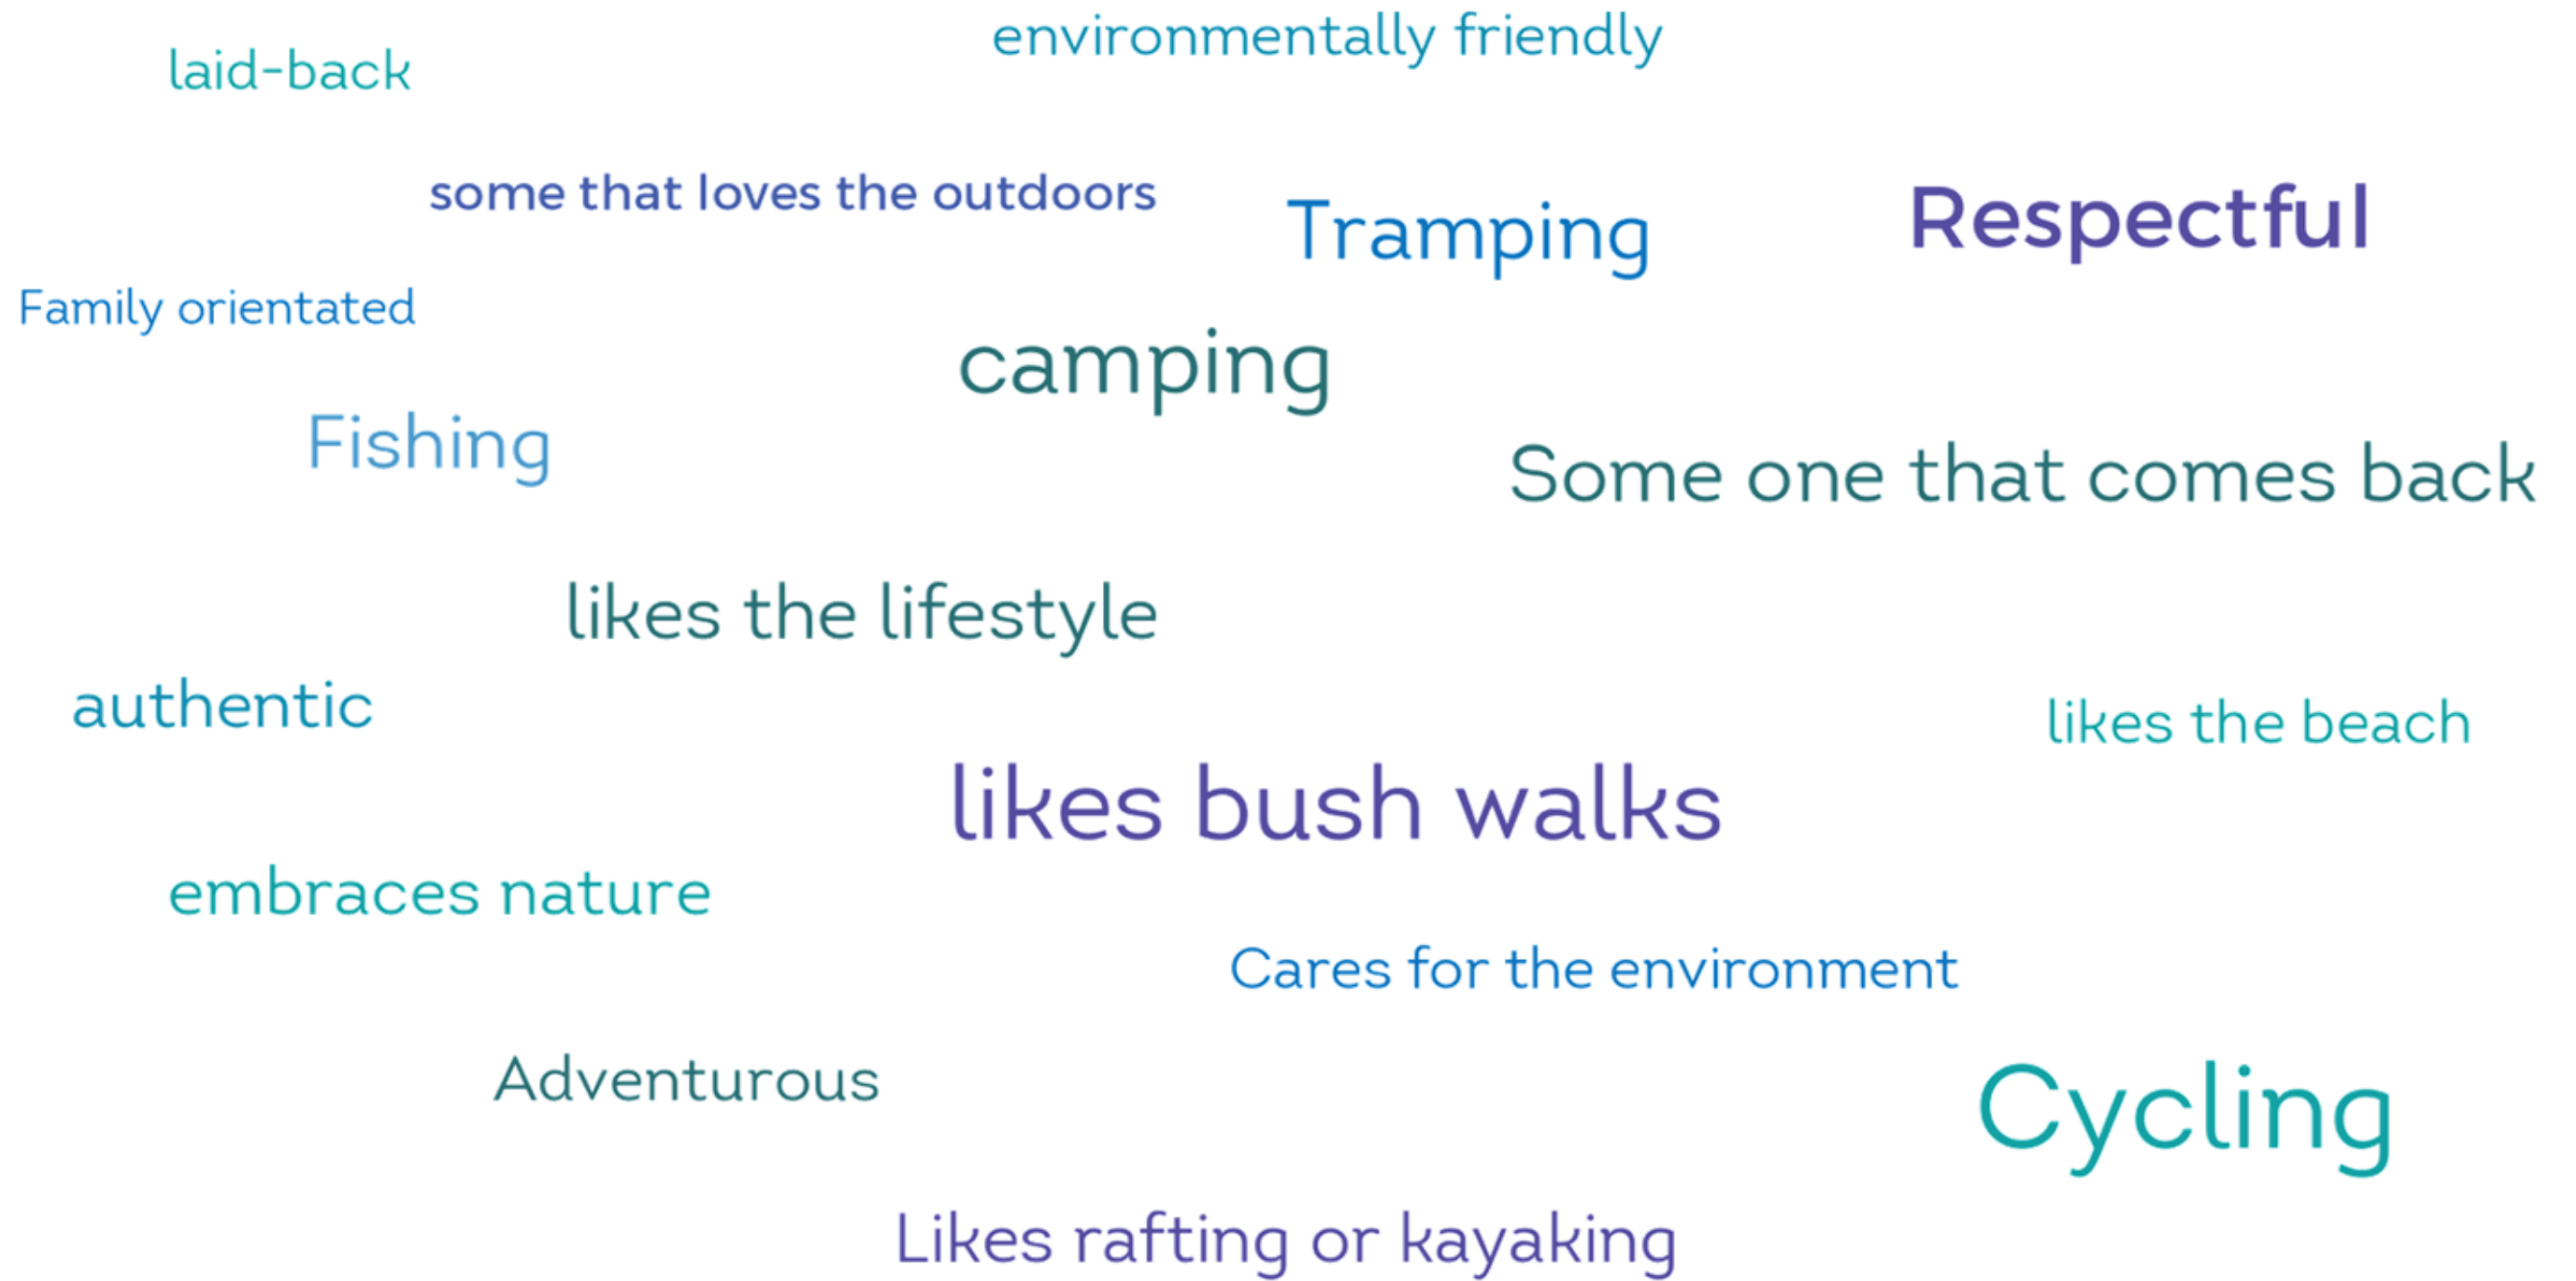 environmentally friendly
laid-back
some that loves the outdoors
Tramping
Respectful
Family orientated
camping
Fishing
Some one that comes back
likes the lifestyle
authentic
likes the beach
likes bush walks
embraces nature
Cares for the environment
Adventurous
Cycling
Likes rafting or kayaking